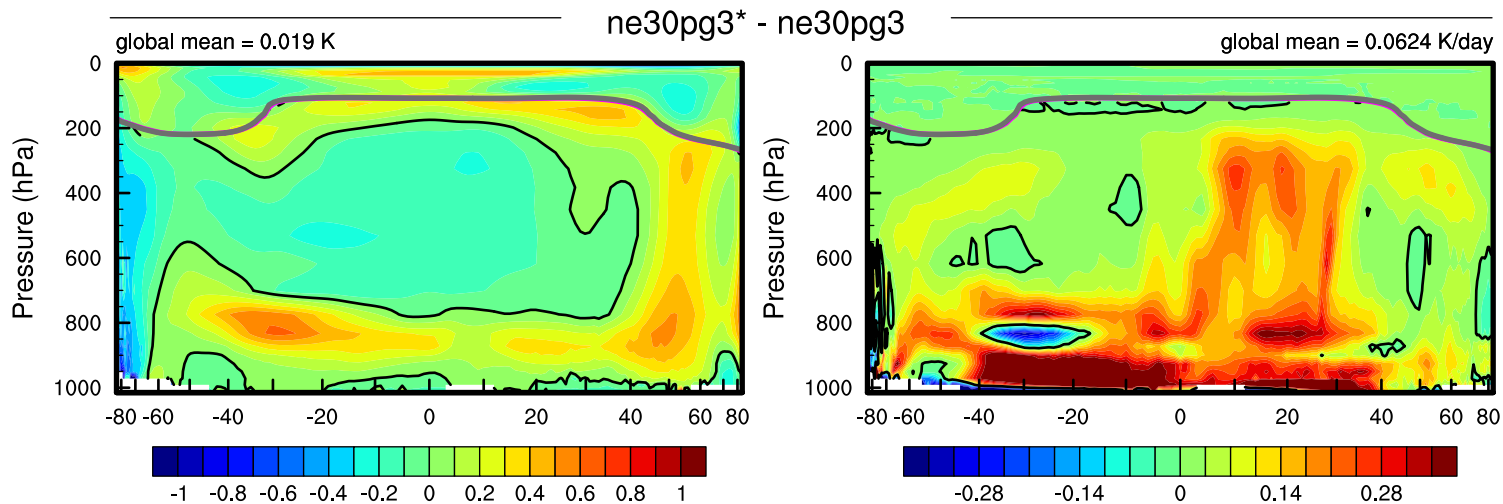 ne30pg3* - ne30pg3
global mean = 0.019 K
global mean = 0.0624 K/day
Pressure (hPa)
0
200
400
600
800
1000
-80 -60 -40 -20 0 20 40 60 80
-1 -0.8 -0.6 -0.4 -0.2 0 0.2 0.4 0.6 0.8 1
Pressure (hPa)
0
200
400
600
800
1000
-80 -60 -40 -20 0 20 40 60 80
-0.28 -0.14 0 0.14 0.28